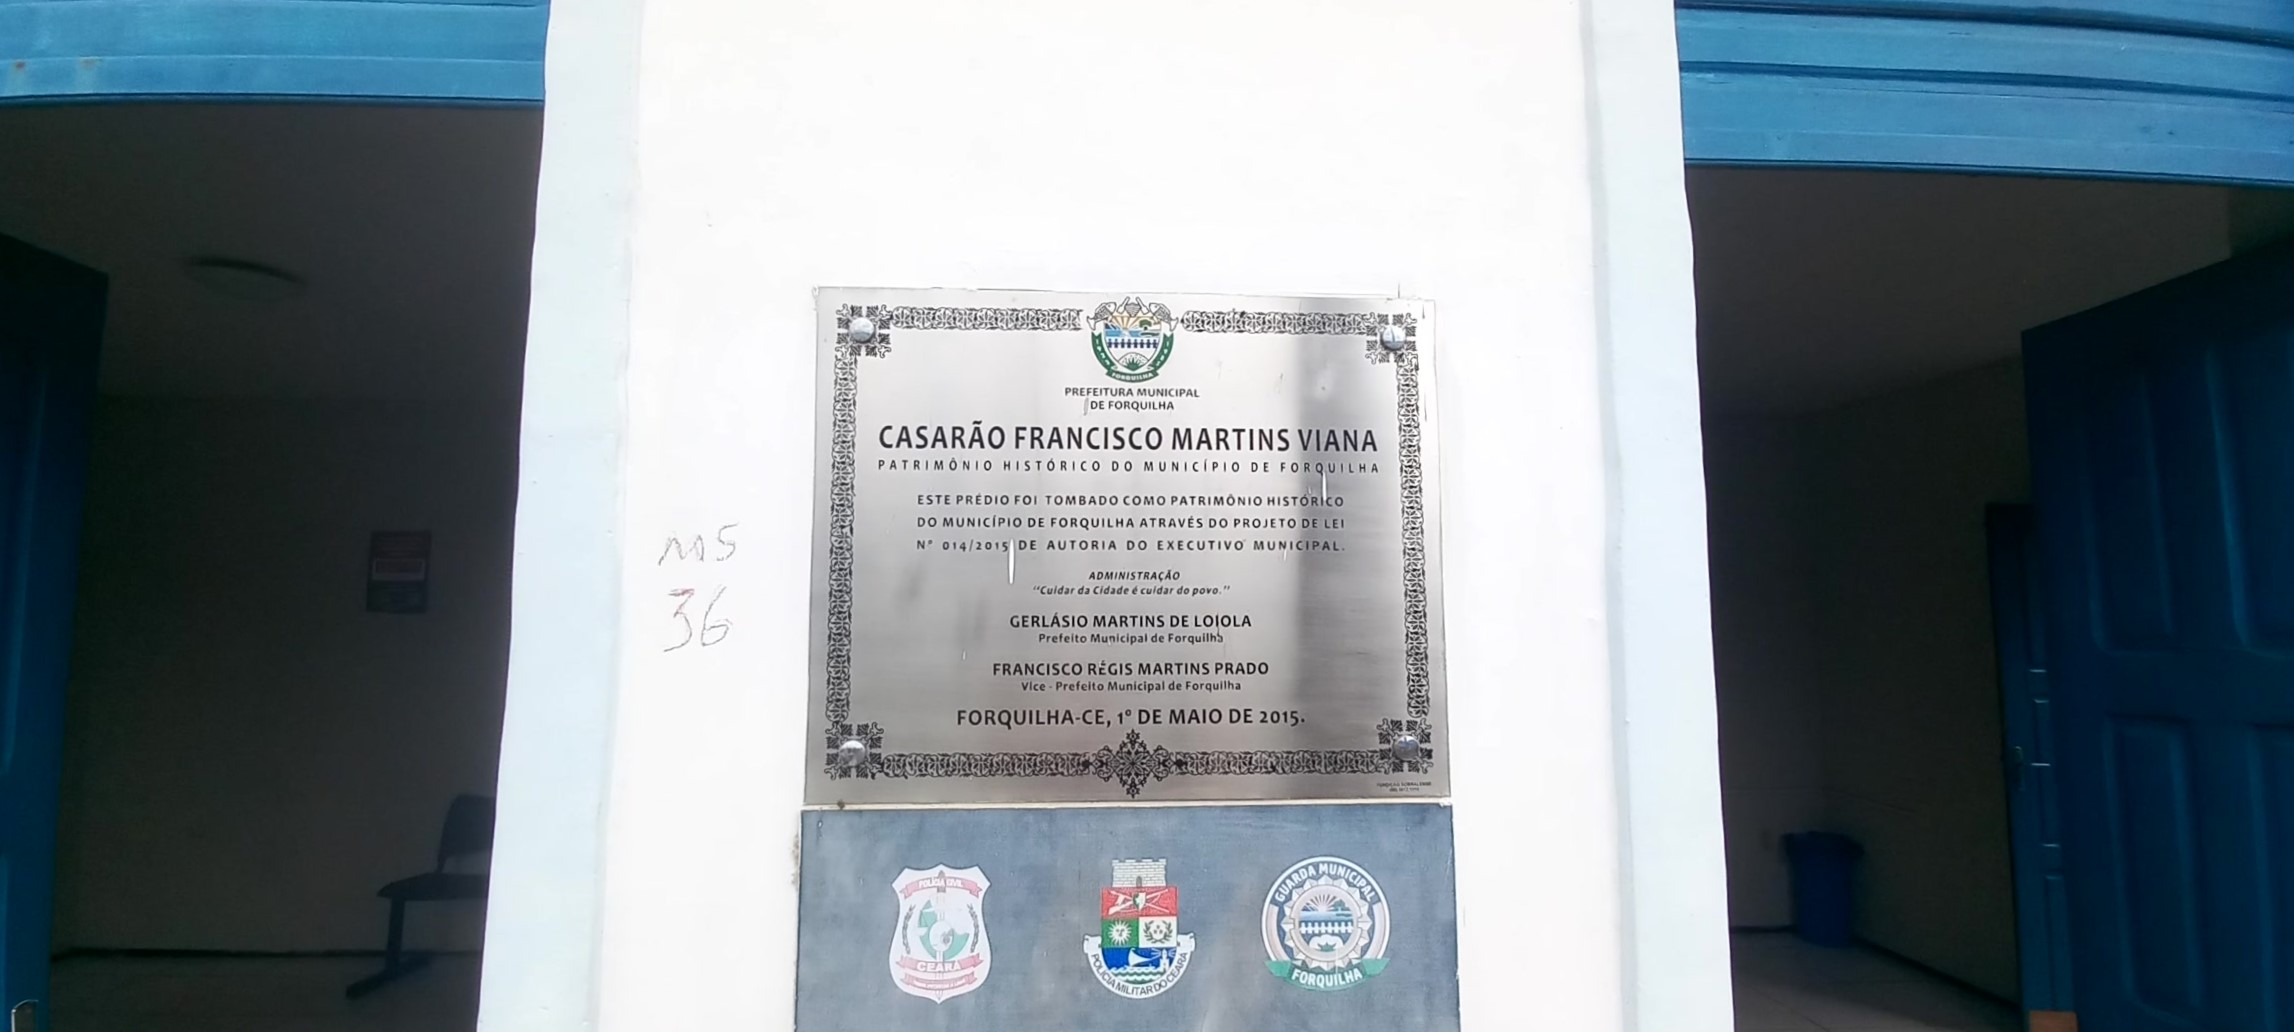 FORQUILHA
PREFEITURA MUNICIPAL
DE FORQUILHA
CASARÃO FRANCISCO MARTINS VIANA
PATRIMÔNIO HISTÓRICO DO MUNICÍPIO DE FORQUILHA
ESTE PRÉDIO FOI TOMBADO COMO PATRIMÔNIO HISTÓRICO
DO MUNICÍPIO DE FORQUILHA ATRAVÉS DO PROJETO DE LEI
Nº 014/2015 DE AUTORIA DO EXECUTIVO MUNICIPAL.
ADMINISTRAÇÃO
"Cuidar da Cidade é cuidar do povo."
GERLÁSIO MARTINS DE LOIOLA
Prefeito Municipal de Forquilha
FRANCISCO RÉGIS MARTINS PRADO
Vice - Prefeito Municipal de Forquilha
FORQUILHA-CE, 1º DE MAIO DE 2015.
MS
36
POLÍCIA CIVIL
CEARÁ
POLÍCIA MILITAR DO CEARÁ
GUARDA MUNICIPAL
FORQUILHA